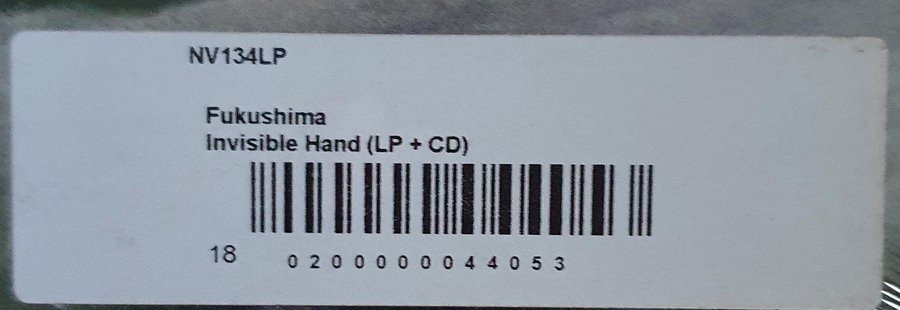 NV134LP
Fukushima
Invisible Hand (LP + CD)
18
0200000044053